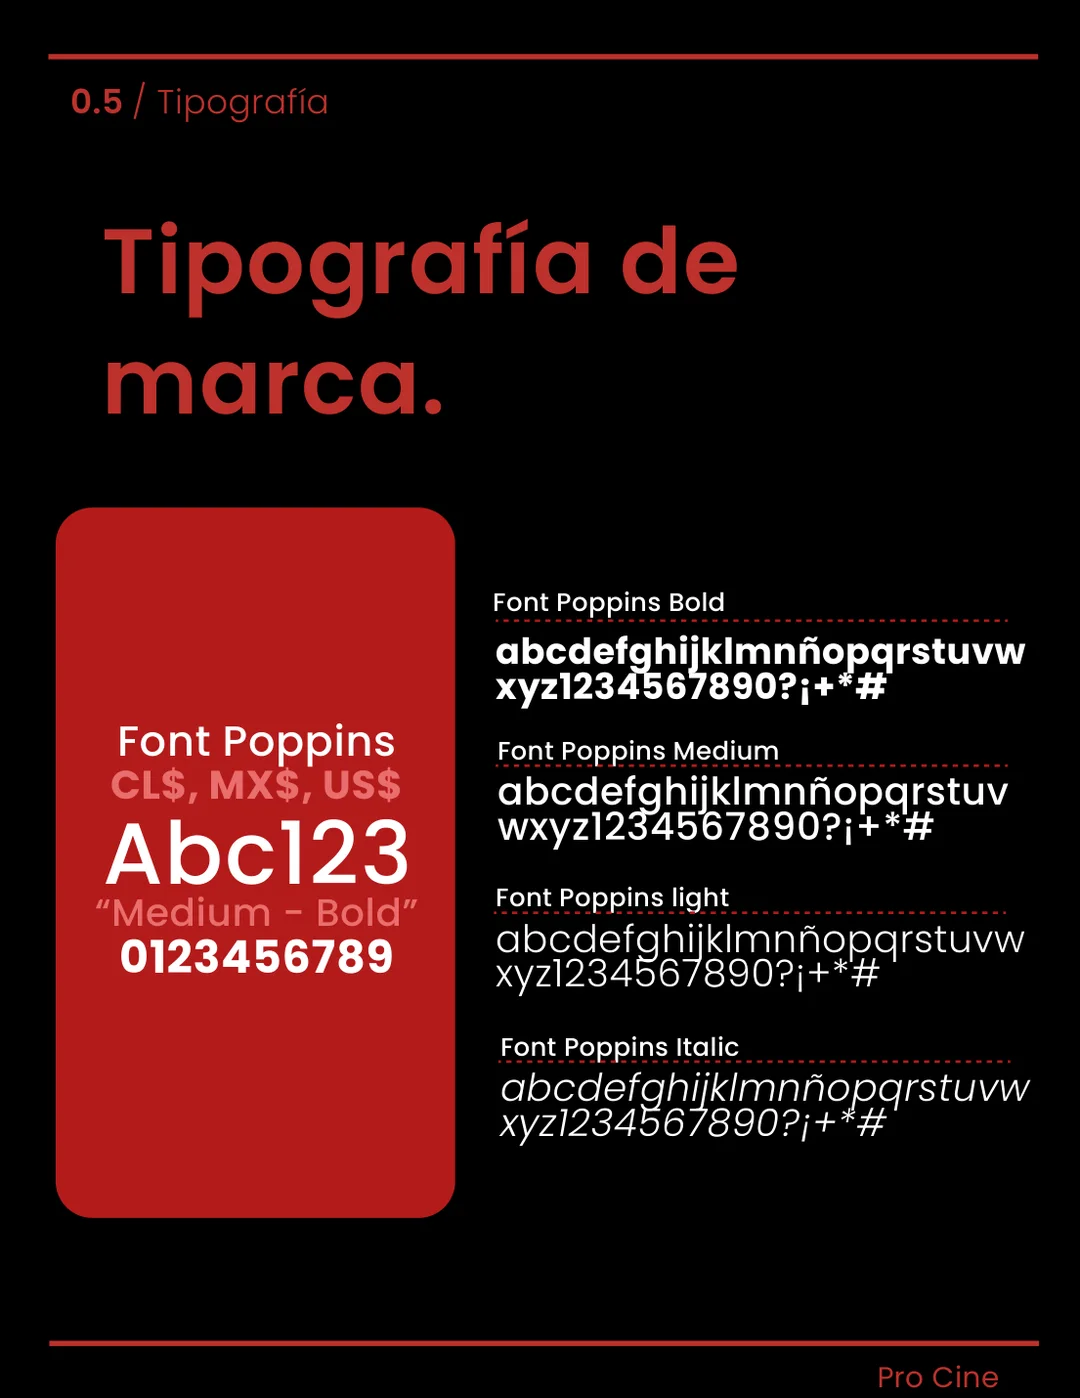 0.5 / Tipografía
Tipografía de
marca.
Font Poppins
CL$, MX$, US$
Abc123
“Medium - Bold”
0123456789
Font Poppins Bold
abcdefghijklmnñopqrstuvw
xyz1234567890?¡+*#
Font Poppins Medium
abcdefghijklmnñopqrstuv
wxyz1234567890?¡+*#
Font Poppins light
abcdefghijklmnñopqrstuvw
xyz1234567890?¡+*#
Font Poppins Italic
abcdefghijklmnñopqrstuvw
xyz1234567890?¡+*#
Pro Cine